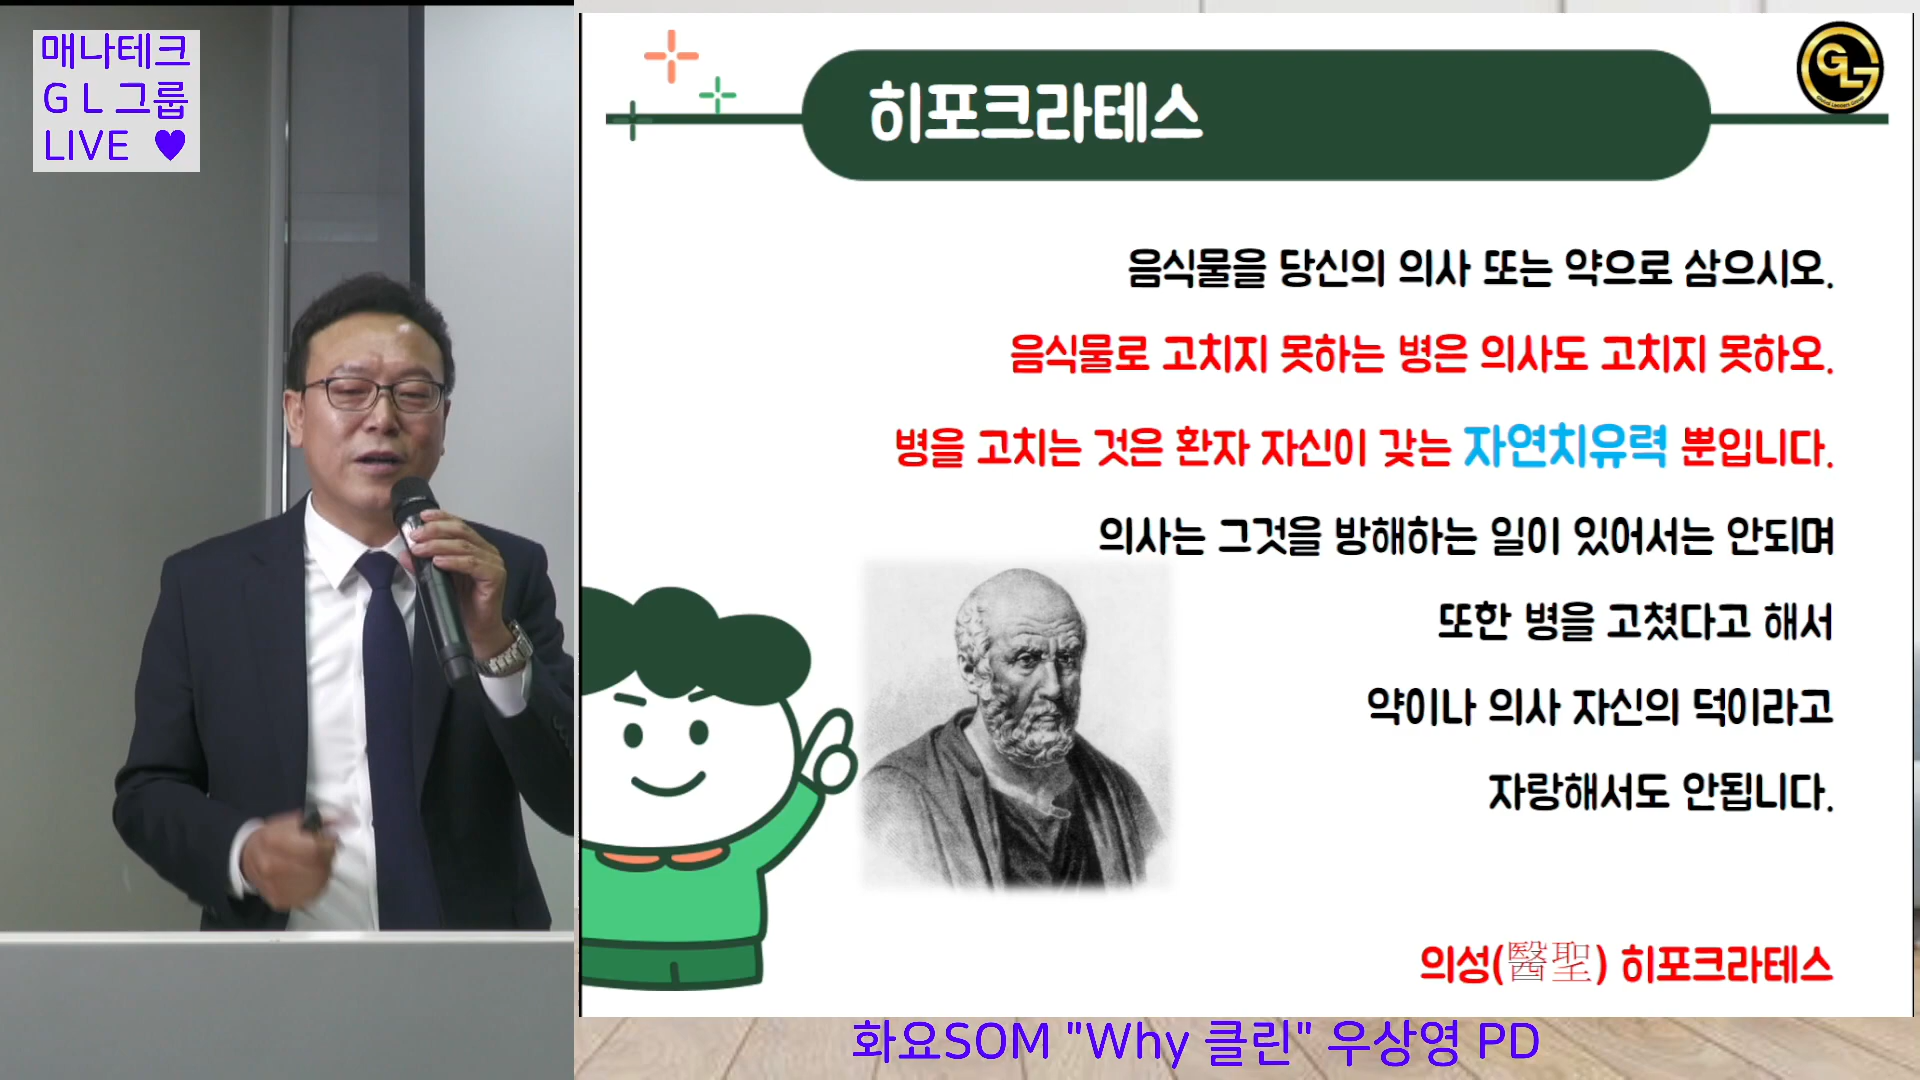 매나테크
G L 그룹
LIVE ♥
히포크라테스
GL
음식물을 당신의 의사 또는 약으로 삼으시오.
음식물로 고치지 못하는 병은 의사도 고치지 못하오.
병을 고치는 것은 환자 자신이 갖는 자연치유력 뿐입니다.
의사는 그것을 방해하는 일이 있어서는 안되며
또한 병을 고쳤다고 해서
약이나 의사 자신의 덕이라고
자랑해서도 안됩니다.
의성(醫聖) 히포크라테스
화요SOM "Why 클린" 우상영 PD